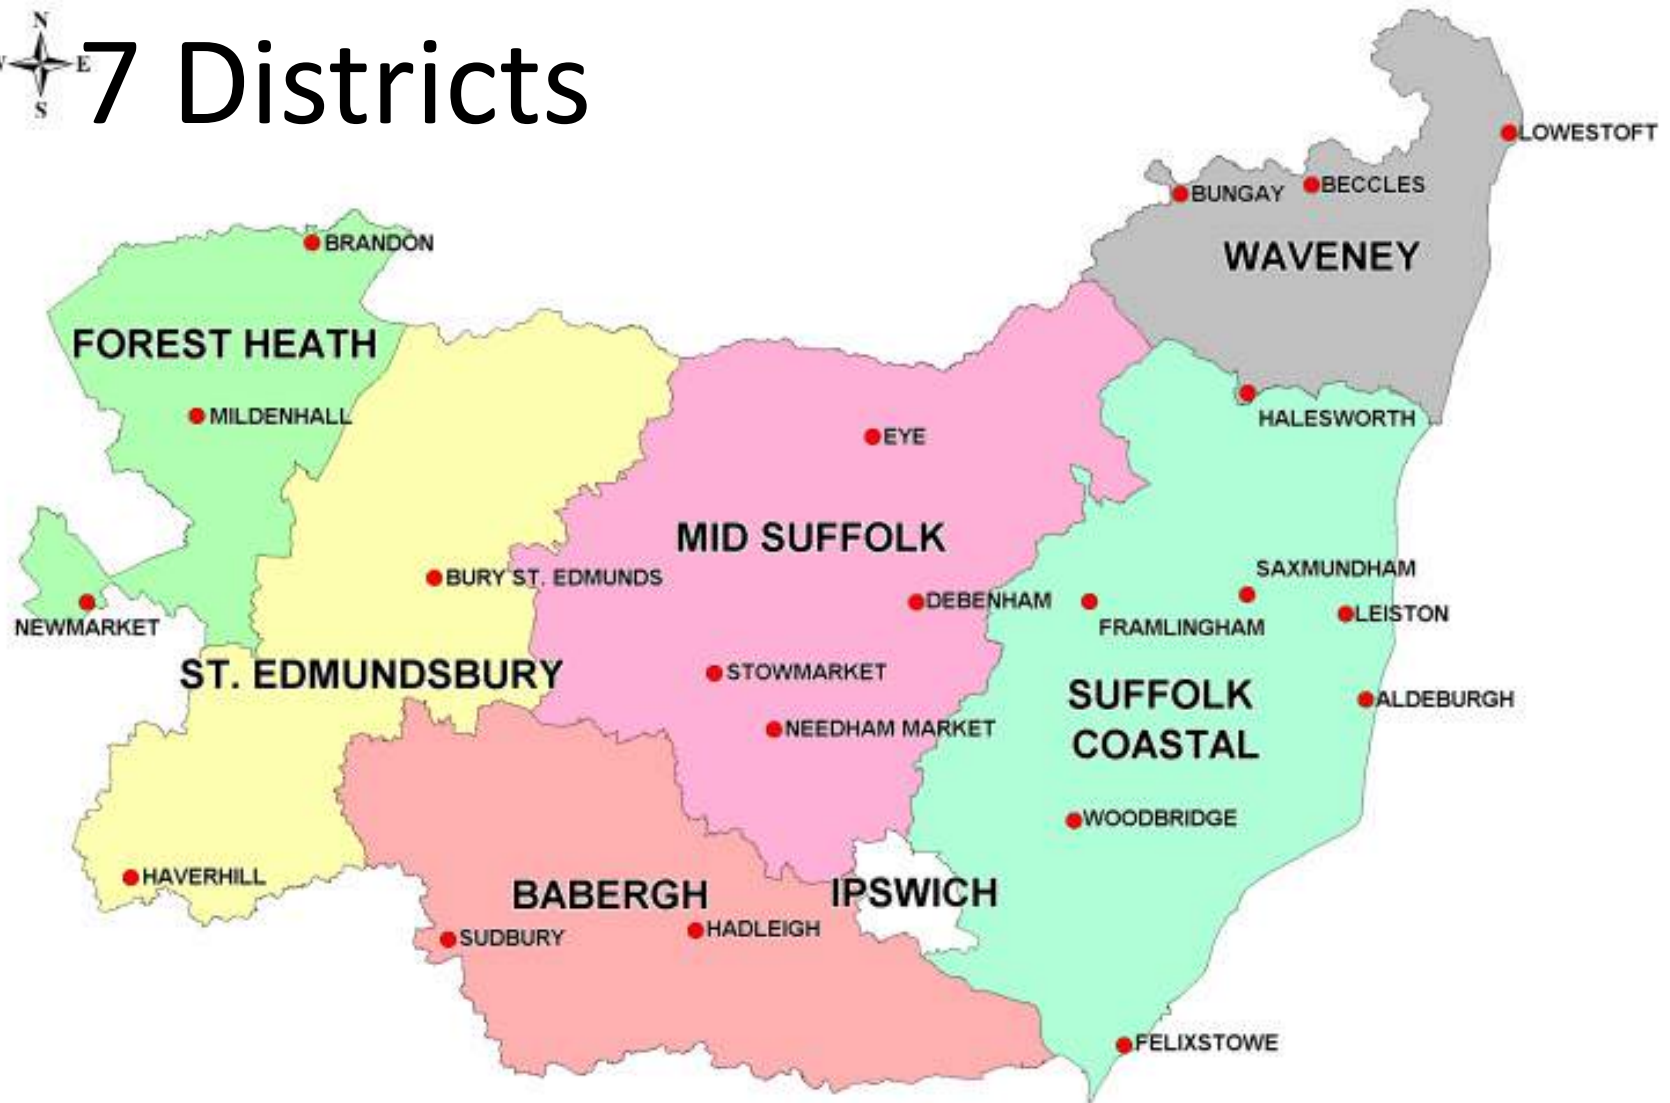 N
W E
S
7 Districts
LOWESTOFT
BUNGAY
BECCLES
BRANDON
WAVENEY
FOREST HEATH
MILDENHALL
HALESWORTH
EYE
MID SUFFOLK
SAXMUNDHAM
BURY ST. EDMUNDS
DEBENHAM
LEISTON
NEWMARKET
FRAMLINGHAM
ST. EDMUNDSBURY
STOWMARKET
SUFFOLK
COASTAL
ALDEBURGH
NEEDHAM MARKET
WOODBRIDGE
HAVERHILL
BABERGH
IPSWICH
SUDBURY
HADLEIGH
FELIXSTOWE